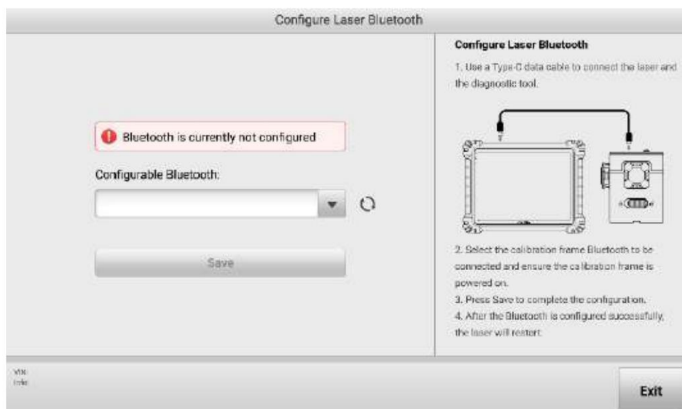 Configure Laser Bluetooth
Bluetooth is currently not configured
Configurable Bluetooth:
Save
Configure Laser Bluetooth
1. Use a Type-C data cable to connect the laser and
the diagnostic tool.
2. Select the calibration frame Bluetooth to be
connected and ensure the calibration frame is
powered on.
3. Press Save to complete the configuration.
4. After the Bluetooth is configured successfully,
the laser will restart.
VIN:
Info:
Exit